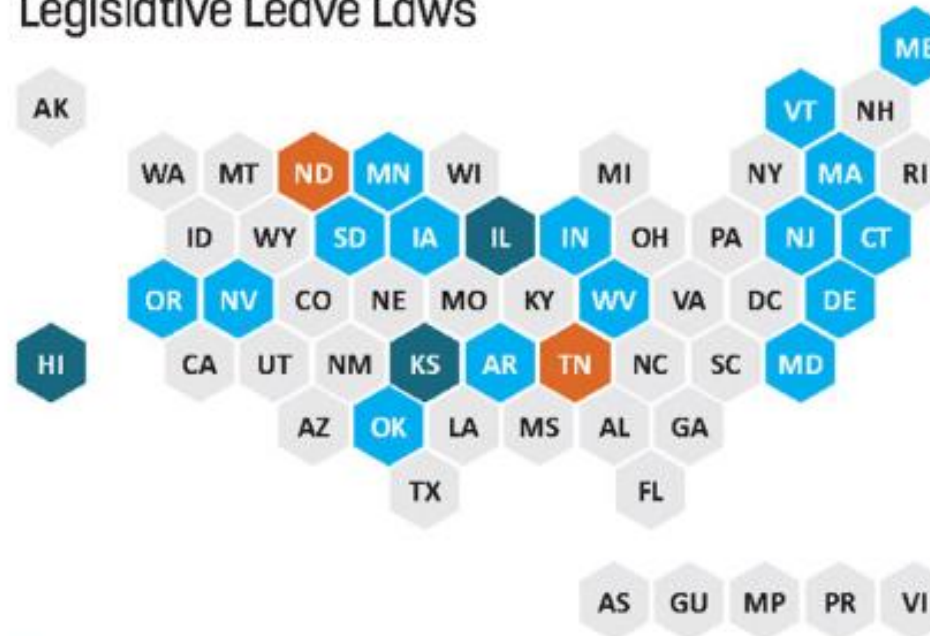 Legislative Leave Laws
ME
AK
VT NH
WA MT ND MN WI MI NY MA RI
ID WY SD IA IL IN OH PA NJ CT
OR NV CO NE MO KY WV VA DC DE
HI CA UT NM KS AR TN NC SC MD
AZ OK LA MS AL GA
TX FL
AS GU MP PR VI